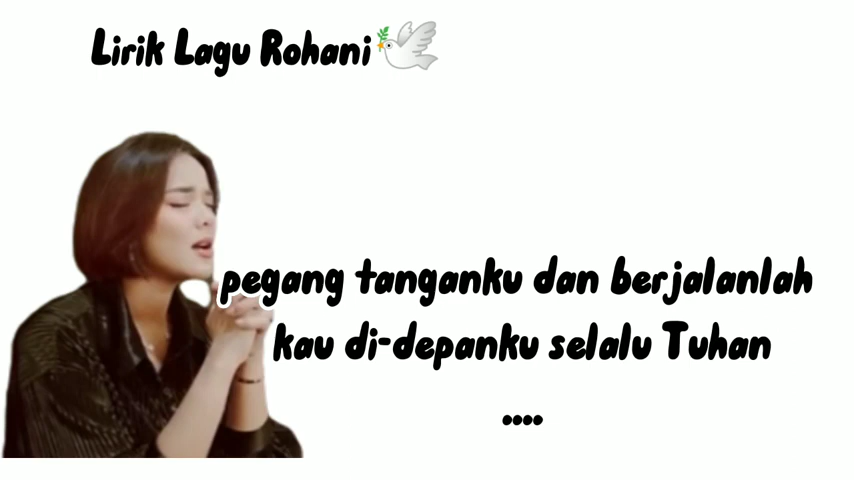 Lirik Lagu Rohani🕊
pegang tanganku dan berjalanlah
kau di-depanku selalu Tuhan
....